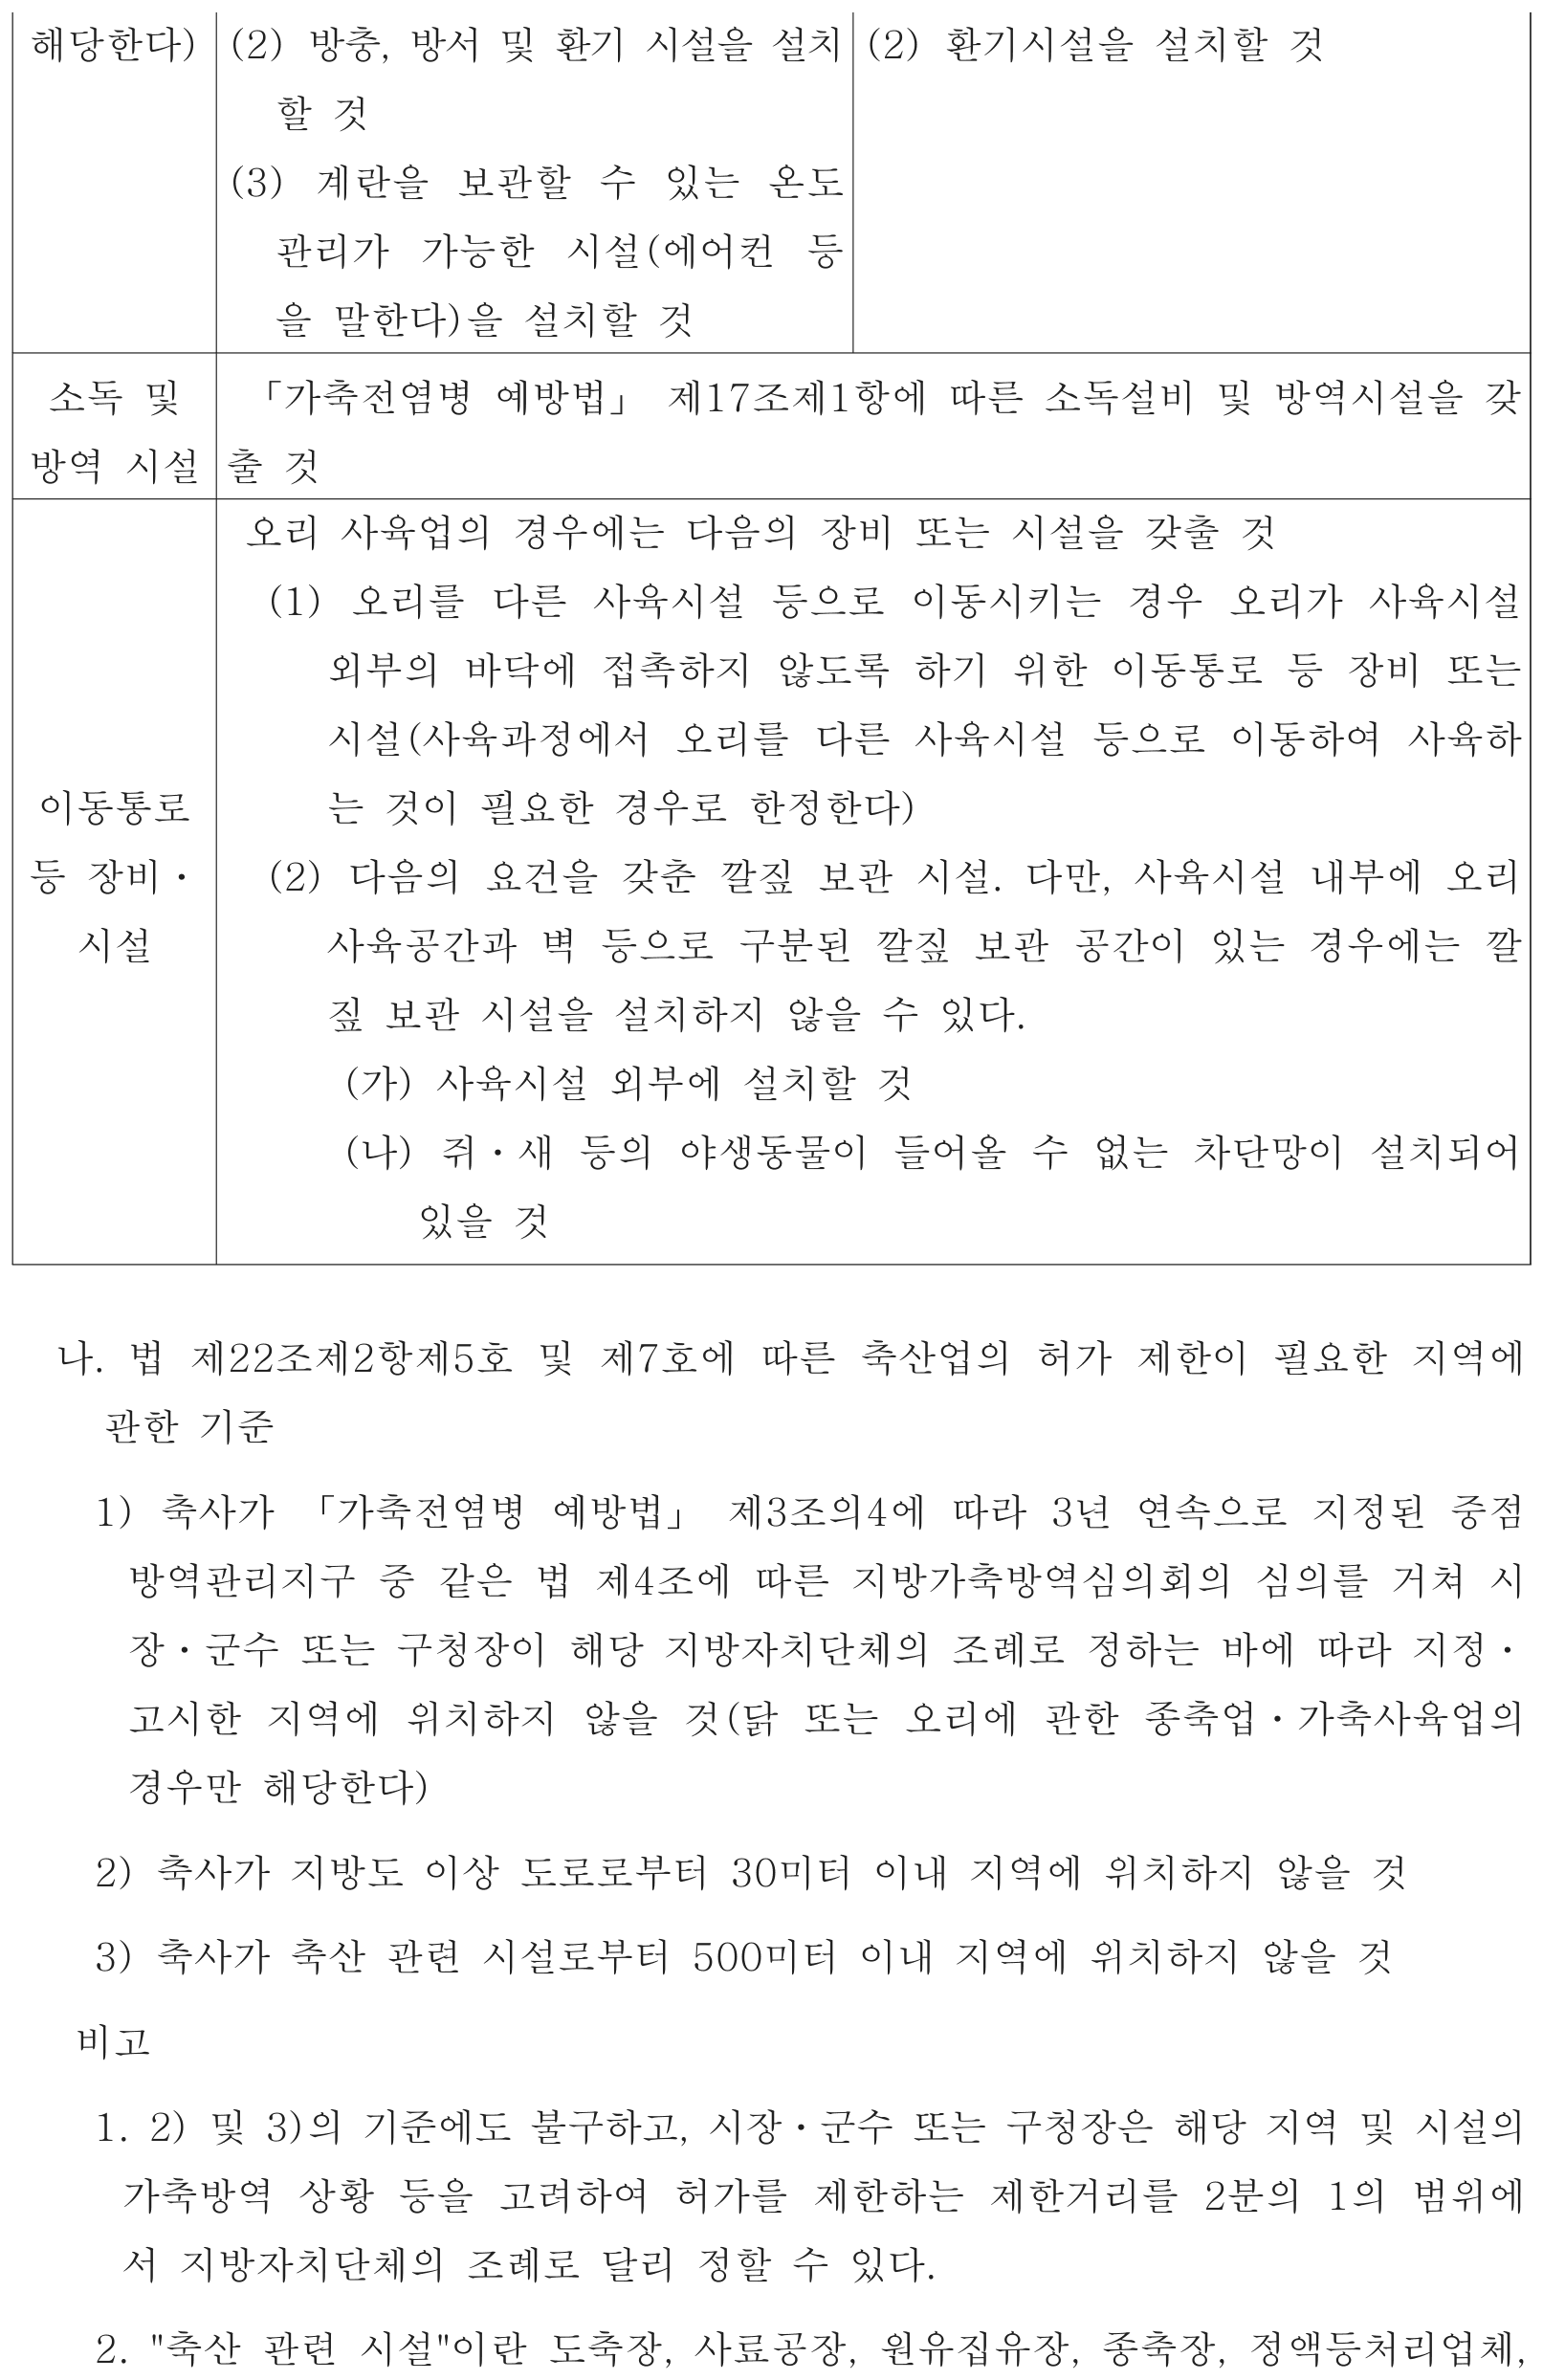 해당한다)
(2) 방충, 방서 및 환기 시설을 설치
할 것
(3) 계란을 보관할 수 있는 온도
관리가 가능한 시설(에어컨 등
을 말한다)을 설치할 것
(2) 환기시설을 설치할 것
소독 및
방역 시설
「가축전염병 예방법」 제17조제1항에 따른 소독설비 및 방역시설을 갖
출 것
이동통로
등 장비·
시설
오리 사육업의 경우에는 다음의 장비 또는 시설을 갖출 것
(1) 오리를 다른 사육시설 등으로 이동시키는 경우 오리가 사육시설
외부의 바닥에 접촉하지 않도록 하기 위한 이동통로 등 장비 또는
시설(사육과정에서 오리를 다른 사육시설 등으로 이동하여 사육하
는 것이 필요한 경우로 한정한다)
(2) 다음의 요건을 갖춘 깔짚 보관 시설. 다만, 사육시설 내부에 오리
사육공간과 벽 등으로 구분된 깔짚 보관 공간이 있는 경우에는 깔
짚 보관 시설을 설치하지 않을 수 있다.
(가) 사육시설 외부에 설치할 것
(나) 쥐·새 등의 야생동물이 들어올 수 없는 차단망이 설치되어
있을 것
나. 법 제22조제2항제5호 및 제7호에 따른 축산업의 허가 제한이 필요한 지역에
관한 기준
1) 축사가 「가축전염병 예방법」 제3조의4에 따라 3년 연속으로 지정된 중점
방역관리지구 중 같은 법 제4조에 따른 지방가축방역심의회의 심의를 거쳐 시
장·군수 또는 구청장이 해당 지방자치단체의 조례로 정하는 바에 따라 지정·
고시한 지역에 위치하지 않을 것(닭 또는 오리에 관한 종축업·가축사육업의
경우만 해당한다)
2) 축사가 지방도 이상 도로로부터 30미터 이내 지역에 위치하지 않을 것
3) 축사가 축산 관련 시설로부터 500미터 이내 지역에 위치하지 않을 것
비고
1. 2) 및 3)의 기준에도 불구하고, 시장·군수 또는 구청장은 해당 지역 및 시설의
가축방역 상황 등을 고려하여 허가를 제한하는 제한거리를 2분의 1의 범위에
서 지방자치단체의 조례로 달리 정할 수 있다.
2. "축산 관련 시설"이란 도축장, 사료공장, 원유집유장, 종축장, 정액등처리업체,